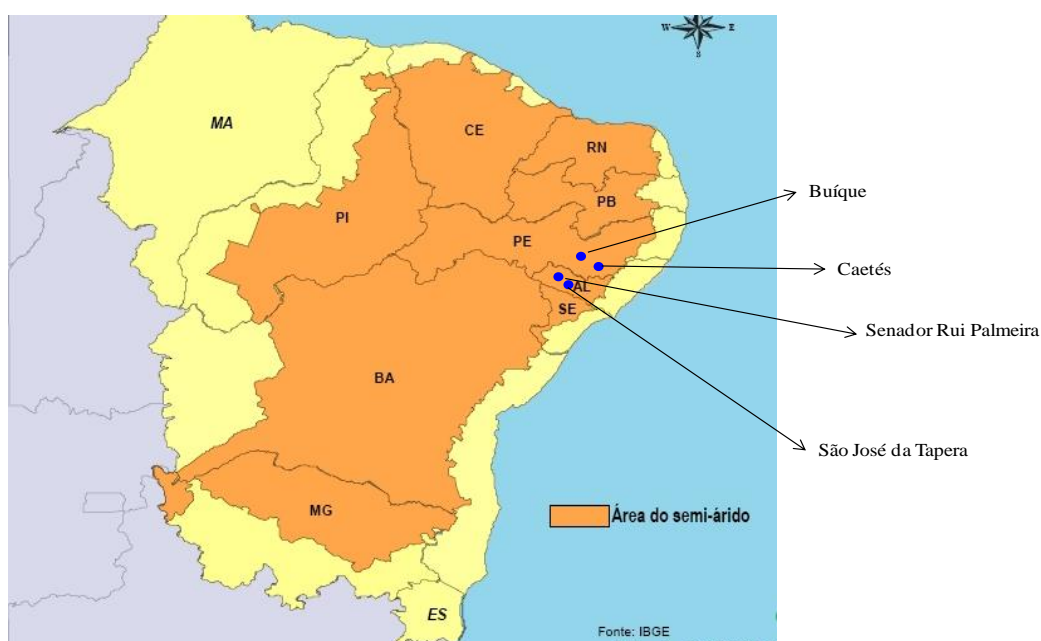 W
E
S
MA
CE
RN
PB
PI
PE
AL
SE
BA
MG
ES
Buíque
Caetés
Senador Rui Palmeira
São José da Tapera
Área do semi-árido
Fonte: IBGE